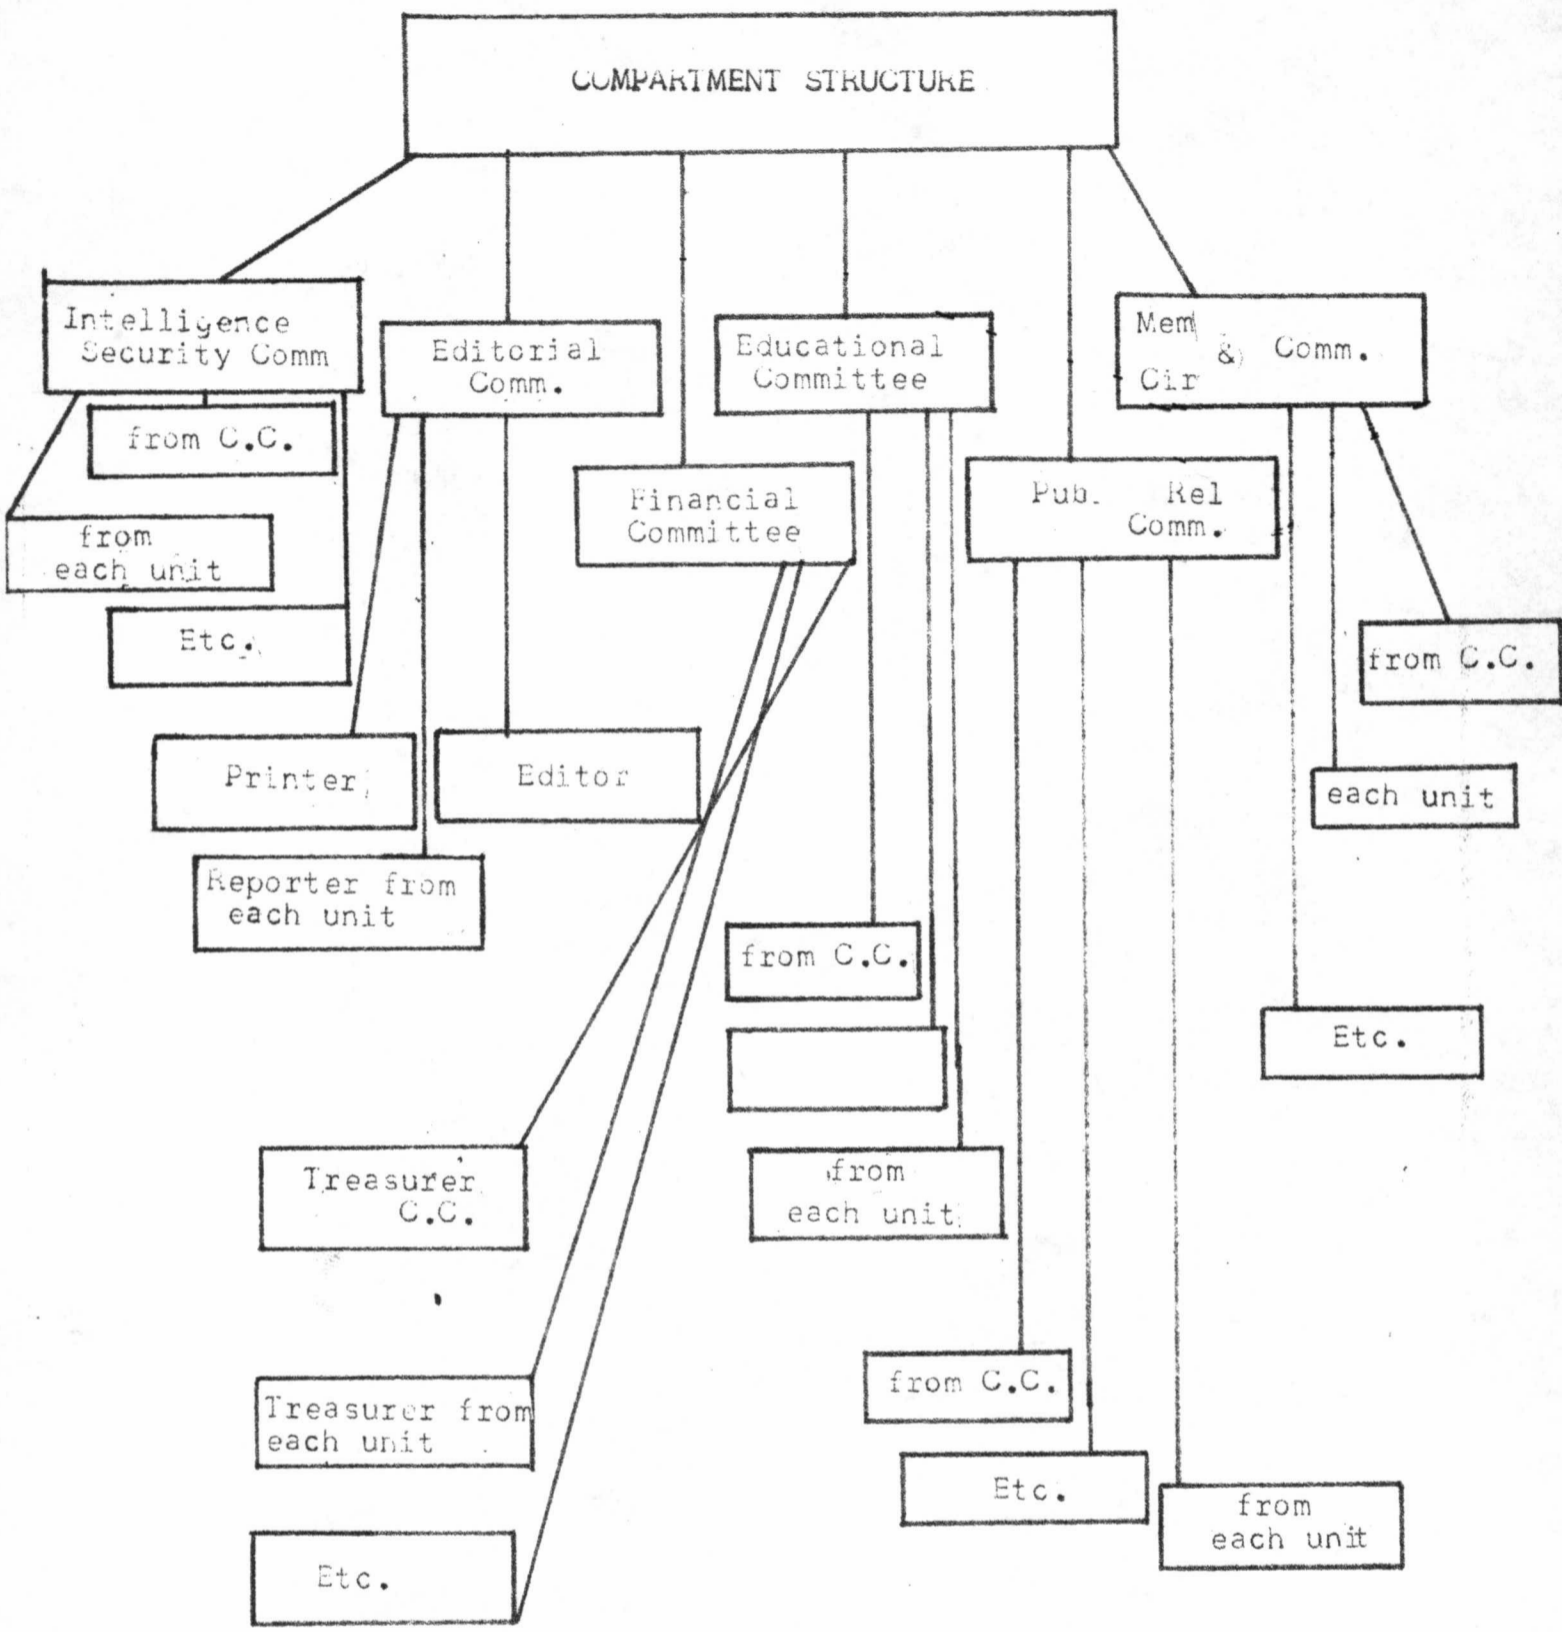 COMPARTMENT STRUCTURE
Intelligence
Security Comm
Editorial
Comm.
Educational
Committee
Mem
& Comm.
Cir
from C.C.
from
each unit
Etc.
Financial
Committee
Pub. Rel
Comm.
from C.C.
each unit
Printer
Editor
Reporter from
each unit
from C.C.
Etc.
from
each unit
Treasurer
C.C.
from C.C.
Treasurer from
each unit
Etc.
from
each unit
Etc.